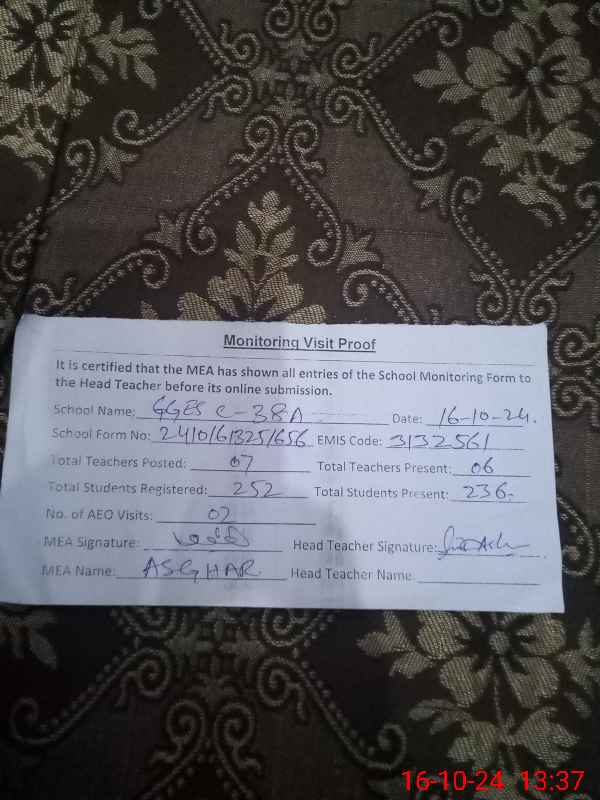 Monitoring Visit Proof
It is certified that the MEA has shown all entries of the School Monitoring Form to
the Head Teacher before its online submission.
School Name: GGES C-38A Date: 16-10-24.
School Form No: EMIS Code: 3132561
Total Teachers Posted: 07 Total Teachers Present: 06
Total Students Registered: 252 Total Students Present: 236-
No. of AEO Visits: 02
MEA Signature: Head Teacher Signature:
MEA Name: ASGHAR Head Teacher Name:
16-10-24 13:37